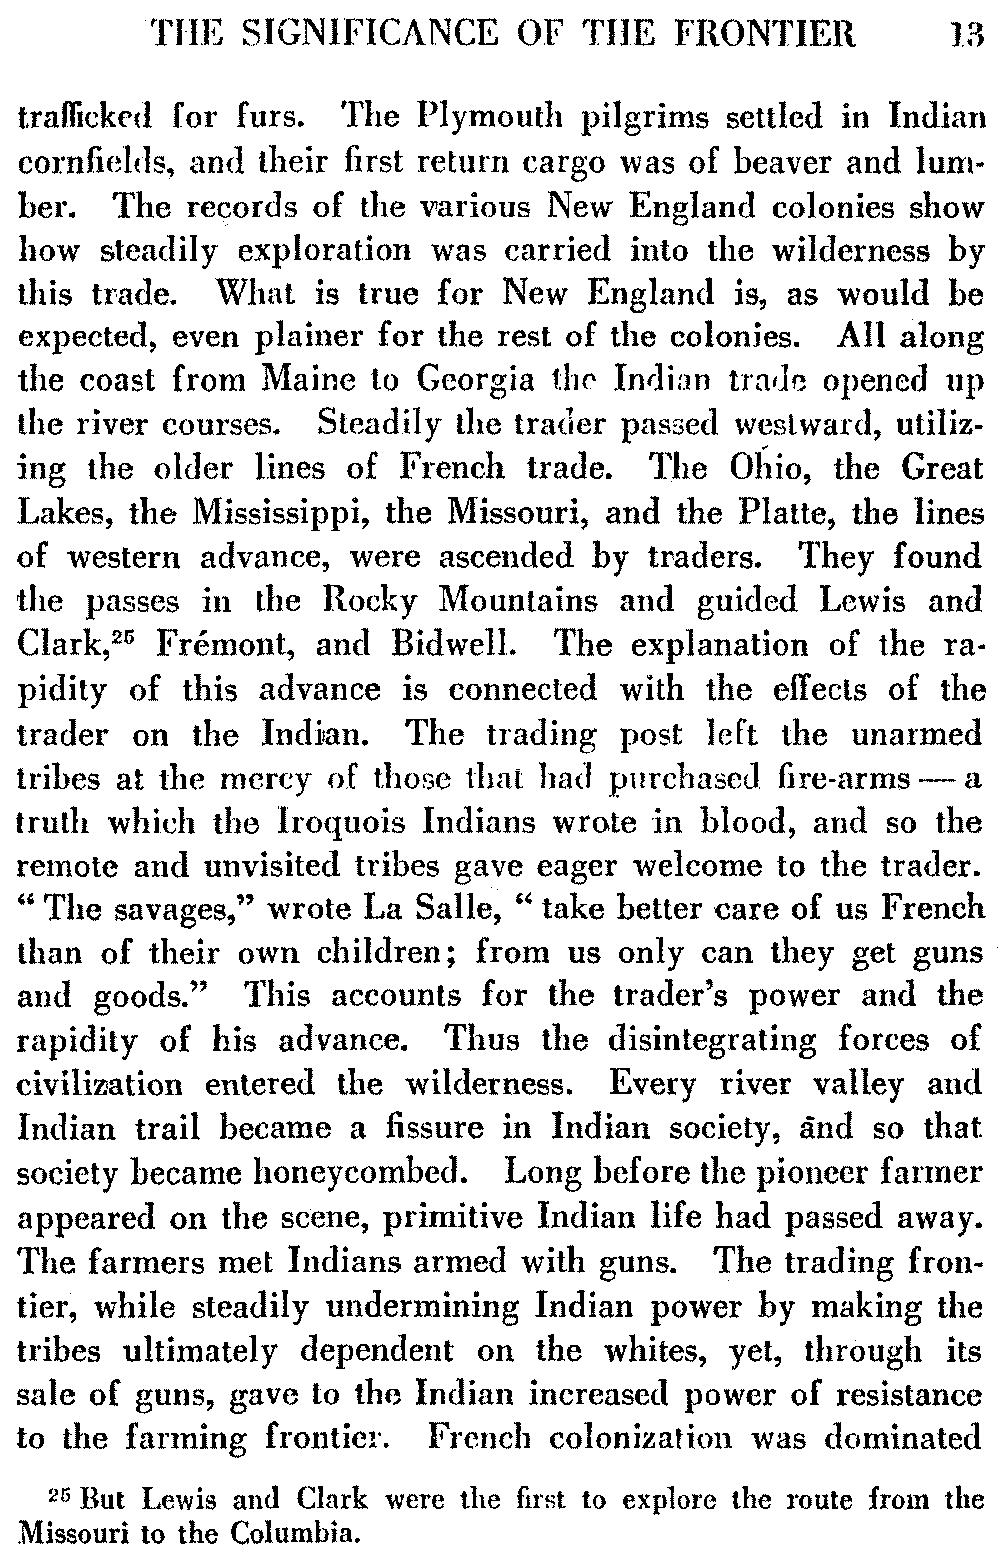 THE SIGNIFICANCE OF THE FRONTIER 13
trafficked for furs. The Plymouth pilgrims settled in Indian
cornfields, and their first return cargo was of beaver and lum-
ber. The records of the various New England colonies show
how steadily exploration was carried into the wilderness by
this trade. What is true for New England is, as would be
expected, even plainer for the rest of the colonies. All along
the coast from Maine to Georgia the Indian trade opened up
the river courses. Steadily the trader passed westward, utiliz-
ing the older lines of French trade. The Ohio, the Great
Lakes, the Mississippi, the Missouri, and the Platte, the lines
of western advance, were ascended by traders. They found
the passes in the Rocky Mountains and guided Lewis and
Clark,²⁵ Frémont, and Bidwell. The explanation of the ra-
pidity of this advance is connected with the effects of the
trader on the Indian. The trading post left the unarmed
tribes at the mercy of those that had purchased fire-arms — a
truth which the Iroquois Indians wrote in blood, and so the
remote and unvisited tribes gave eager welcome to the trader.
“ The savages,” wrote La Salle, “ take better care of us French
than of their own children; from us only can they get guns
and goods.” This accounts for the trader’s power and the
rapidity of his advance. Thus the disintegrating forces of
civilization entered the wilderness. Every river valley and
Indian trail became a fissure in Indian society, and so that
society became honeycombed. Long before the pioneer farmer
appeared on the scene, primitive Indian life had passed away.
The farmers met Indians armed with guns. The trading fron-
tier, while steadily undermining Indian power by making the
tribes ultimately dependent on the whites, yet, through its
sale of guns, gave to the Indian increased power of resistance
to the farming frontier. French colonization was dominated
²⁵ But Lewis and Clark were the first to explore the route from the
Missouri to the Columbia.